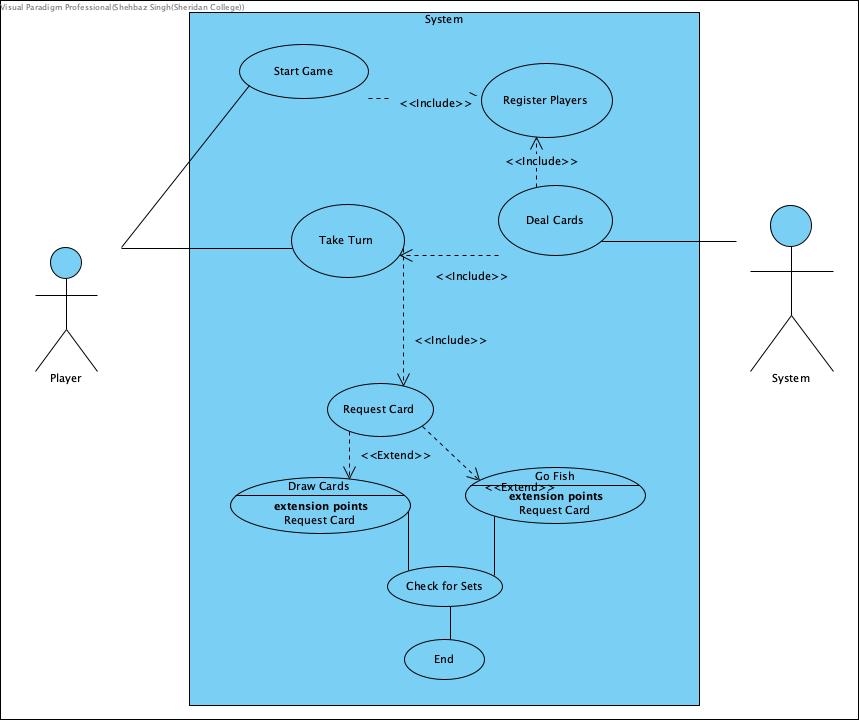 Visual Paradigm Professional(Shehbaz Singh(Sheridan College))
System
Start Game
<<Include>>
Register Players
<<Include>>
Take Turn
Deal Cards
<<Include>>
<<Include>>
Player
System
Request Card
<<Extend>>
Draw Cards
extension points
Request Card
Go Fish
<<Extend>>
extension points
Request Card
Check for Sets
End